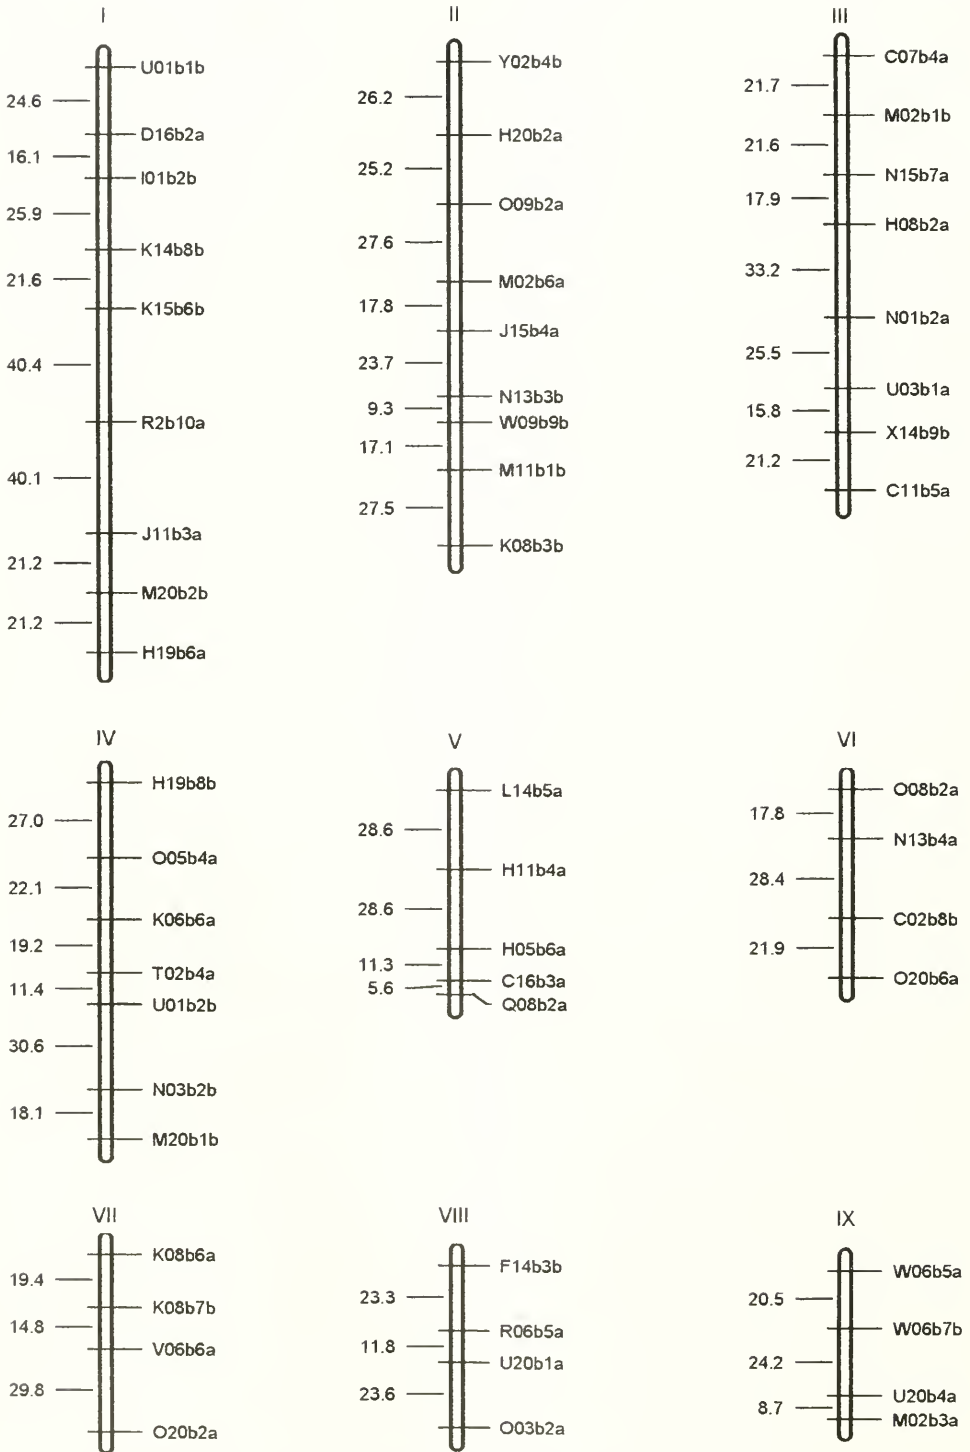 I
U01b1b
24.6
D16b2a
16.1
I01b2b
25.9
K14b8b
21.6
K15b6b
40.4
R2b10a
40.1
J11b3a
21.2
M20b2b
21.2
H19b6a
II
Y02b4b
26.2
H20b2a
25.2
O09b2a
27.6
M02b6a
17.8
J15b4a
23.7
N13b3b
9.3
W09b9b
17.1
M11b1b
27.5
K08b3b
III
C07b4a
21.7
M02b1b
21.6
N15b7a
17.9
H08b2a
33.2
N01b2a
25.5
U03b1a
15.8
X14b9b
21.2
C11b5a
IV
H19b8b
27.0
O05b4a
22.1
K06b6a
19.2
T02b4a
11.4
U01b2b
30.6
N03b2b
18.1
M20b1b
V
L14b5a
28.6
H11b4a
28.6
H05b6a
11.3
C16b3a
5.6
Q08b2a
VI
O08b2a
17.8
N13b4a
28.4
C02b8b
21.9
O20b6a
VII
K08b6a
19.4
K08b7b
14.8
V06b6a
29.8
O20b2a
VIII
F14b3b
23.3
R06b5a
11.8
U20b1a
23.6
O03b2a
IX
W06b5a
20.5
W06b7b
24.2
U20b4a
8.7
M02b3a